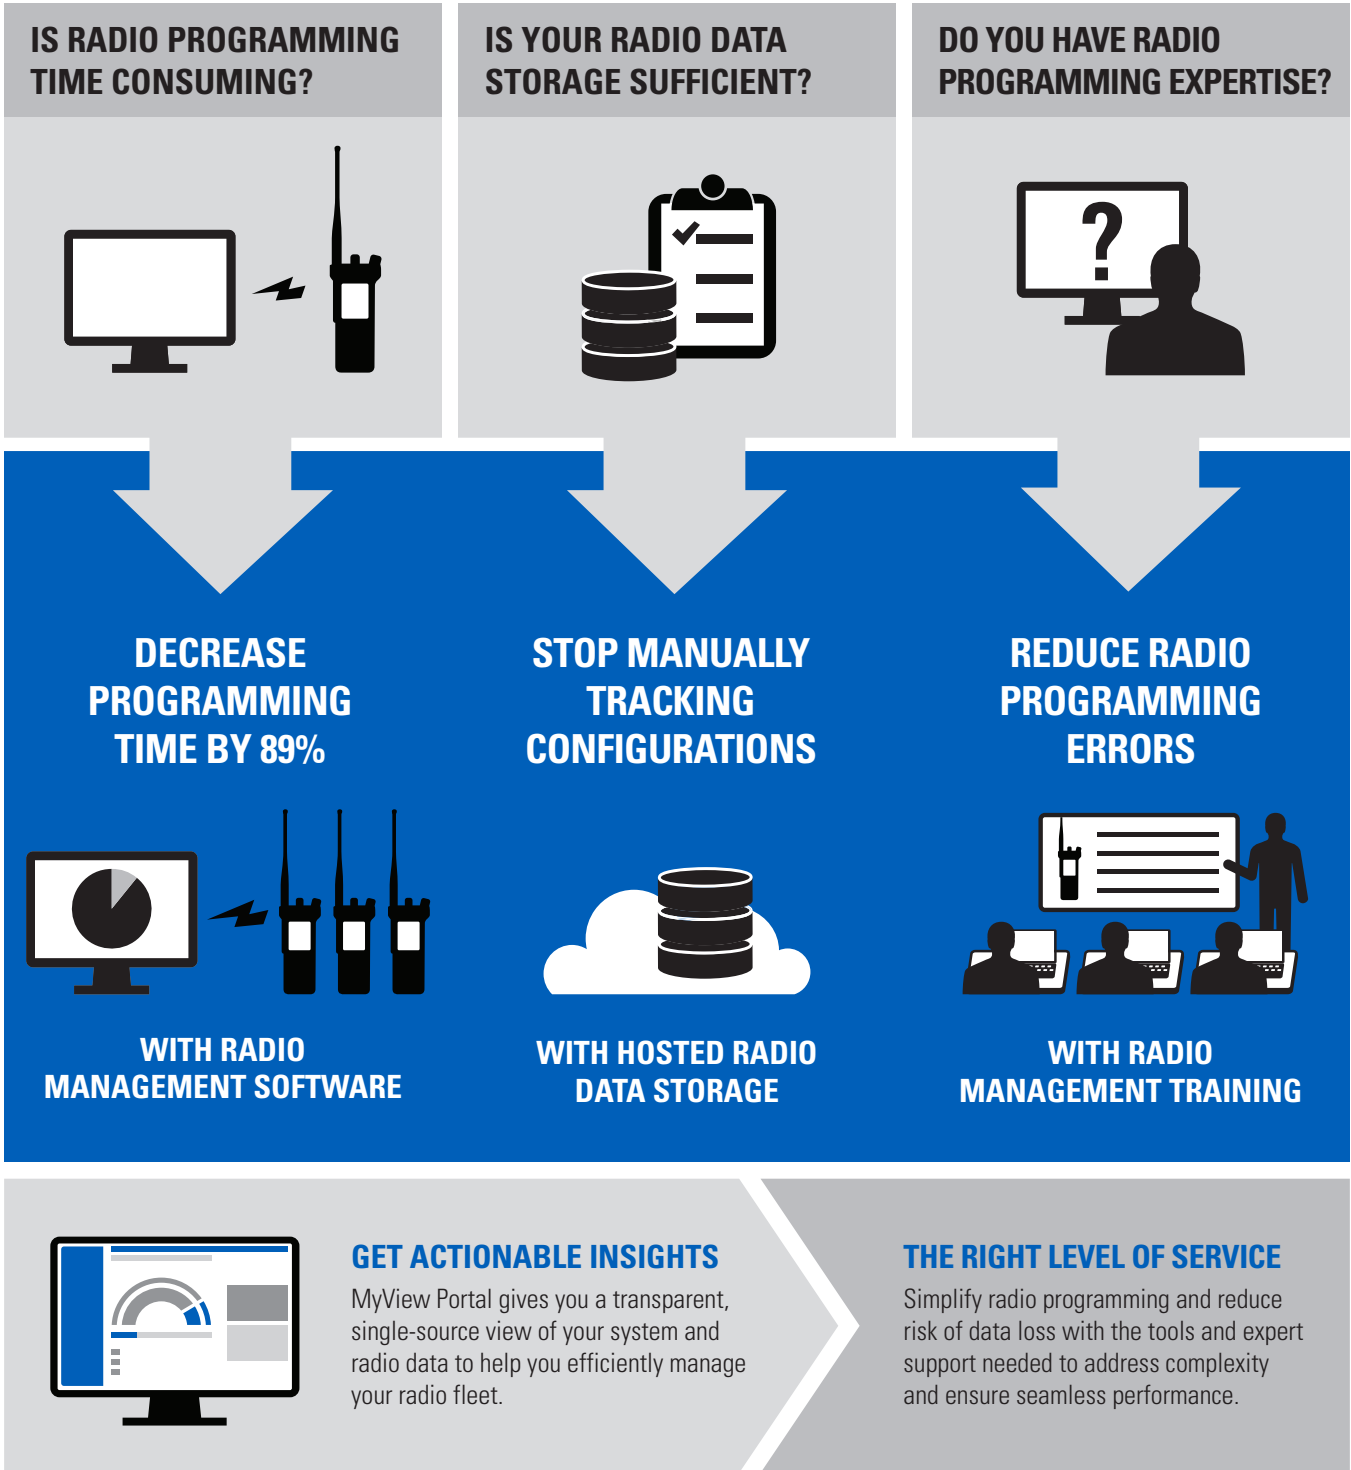 IS RADIO PROGRAMMING
TIME CONSUMING?
IS YOUR RADIO DATA
STORAGE SUFFICIENT?
DO YOU HAVE RADIO
PROGRAMMING EXPERTISE?
?
DECREASE
PROGRAMMING
TIME BY 89%
WITH RADIO
MANAGEMENT SOFTWARE
STOP MANUALLY
TRACKING
CONFIGURATIONS
WITH HOSTED RADIO
DATA STORAGE
REDUCE RADIO
PROGRAMMING
ERRORS
WITH RADIO
MANAGEMENT TRAINING
GET ACTIONABLE INSIGHTS
MyView Portal gives you a transparent,
single-source view of your system and
radio data to help you efficiently manage
your radio fleet.
THE RIGHT LEVEL OF SERVICE
Simplify radio programming and reduce
risk of data loss with the tools and expert
support needed to address complexity
and ensure seamless performance.